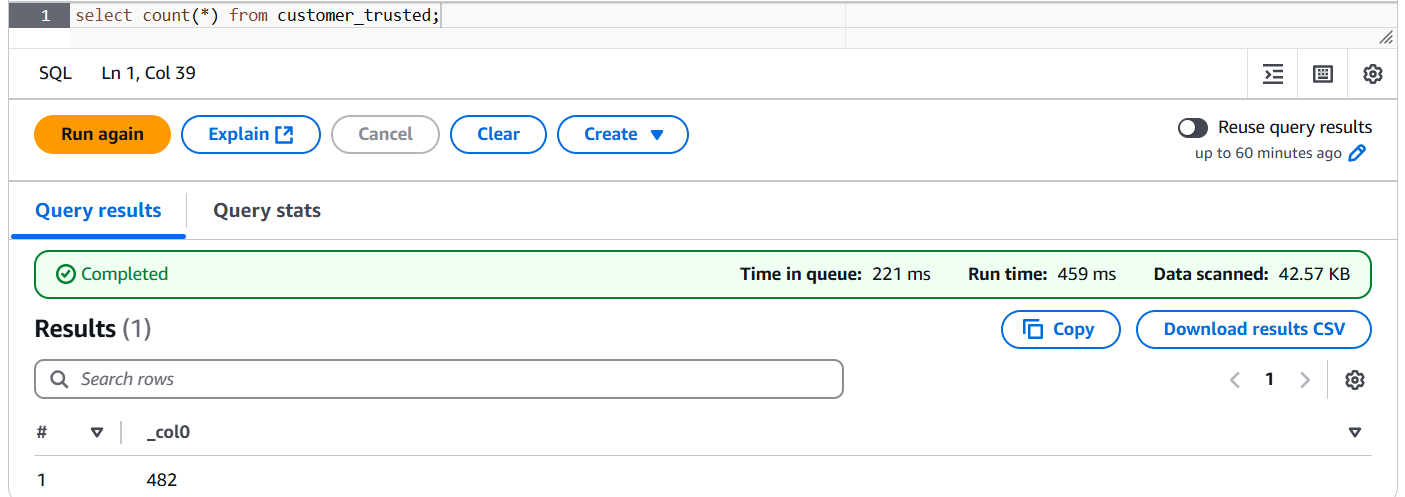 1 select count(*) from customer_trusted;
SQL Ln 1, Col 39
Run again Explain Cancel Clear Create Reuse query results
up to 60 minutes ago
Query results Query stats
Completed Time in queue: 221 ms Run time: 459 ms Data scanned: 42.57 KB
Results (1) Copy Download results CSV
Search rows 1
# _col0
1 482